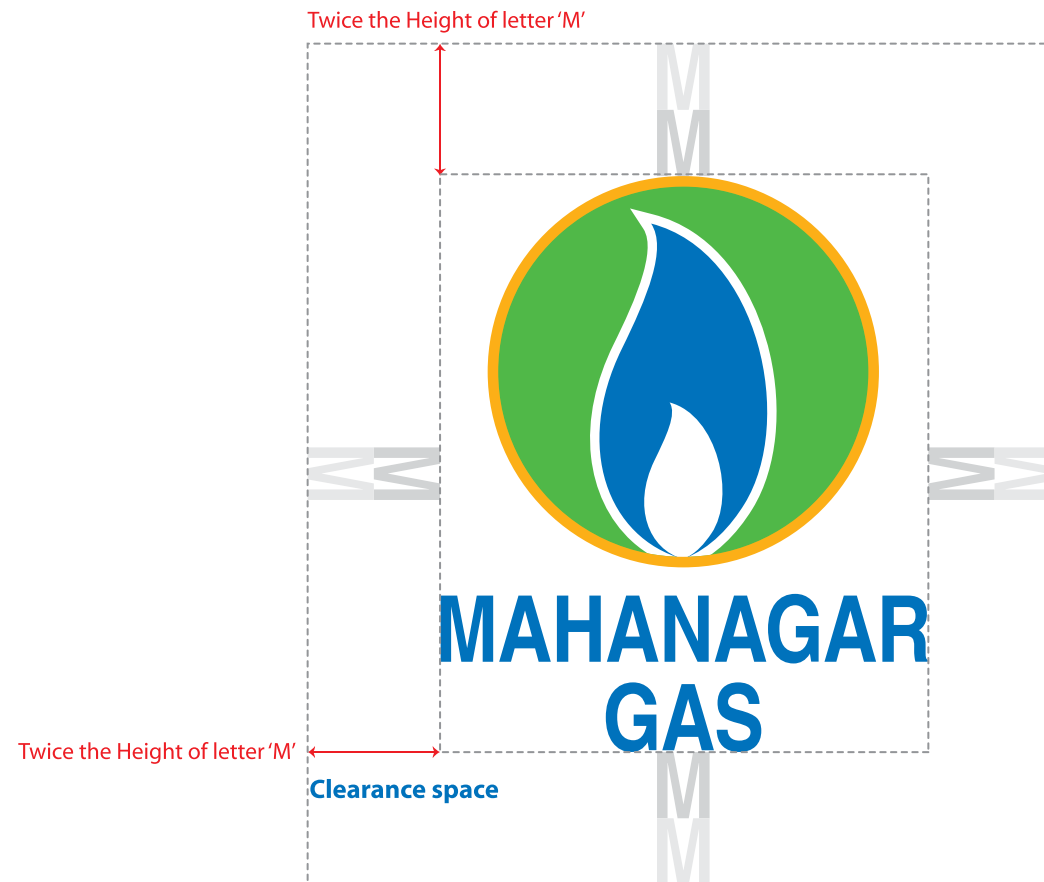 Twice the Height of letter ‘M’
M
M
M M
M M
MAHANAGAR
GAS
Twice the Height of letter ‘M’
Clearance space
M
M